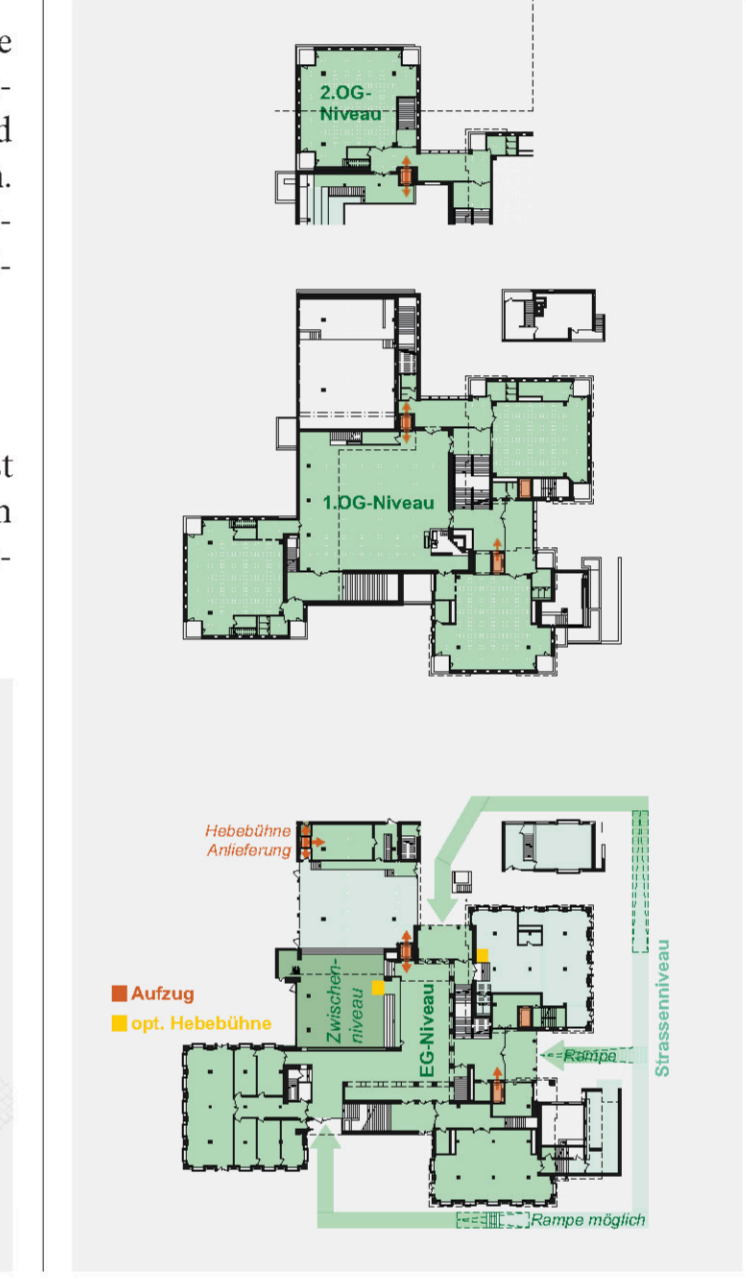 e
-
d
n.
-
-
st
n
-
2.OG-
Niveau
1.OG-Niveau
Hebebühne
Anlieferung
Aufzug
opt. Hebebühne
Zwischen-
niveau
EG-Niveau
Strassenniveau
Rampe
Rampe möglich